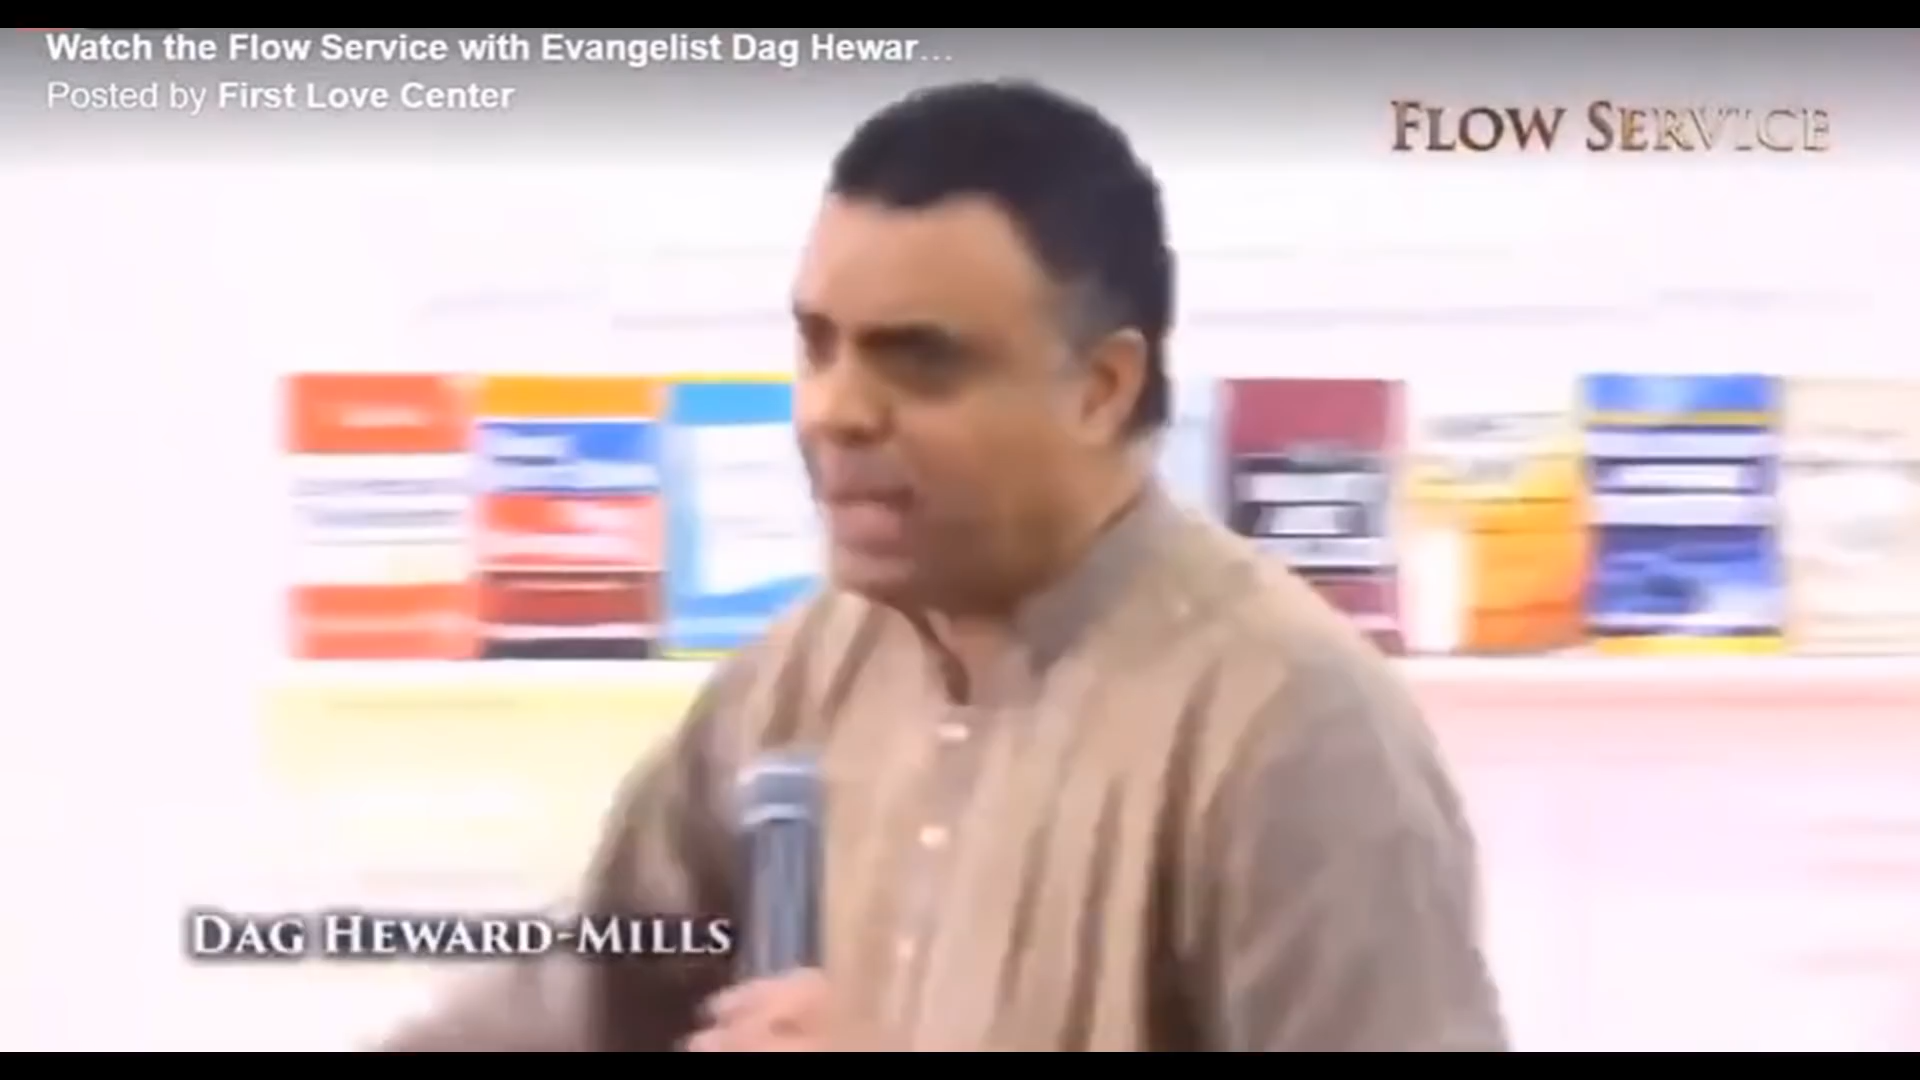 Watch the Flow Service with Evangelist Dag Hewar...
Posted by First Love Center
FLOW SERVICE
DAG HEWARD-MILLS